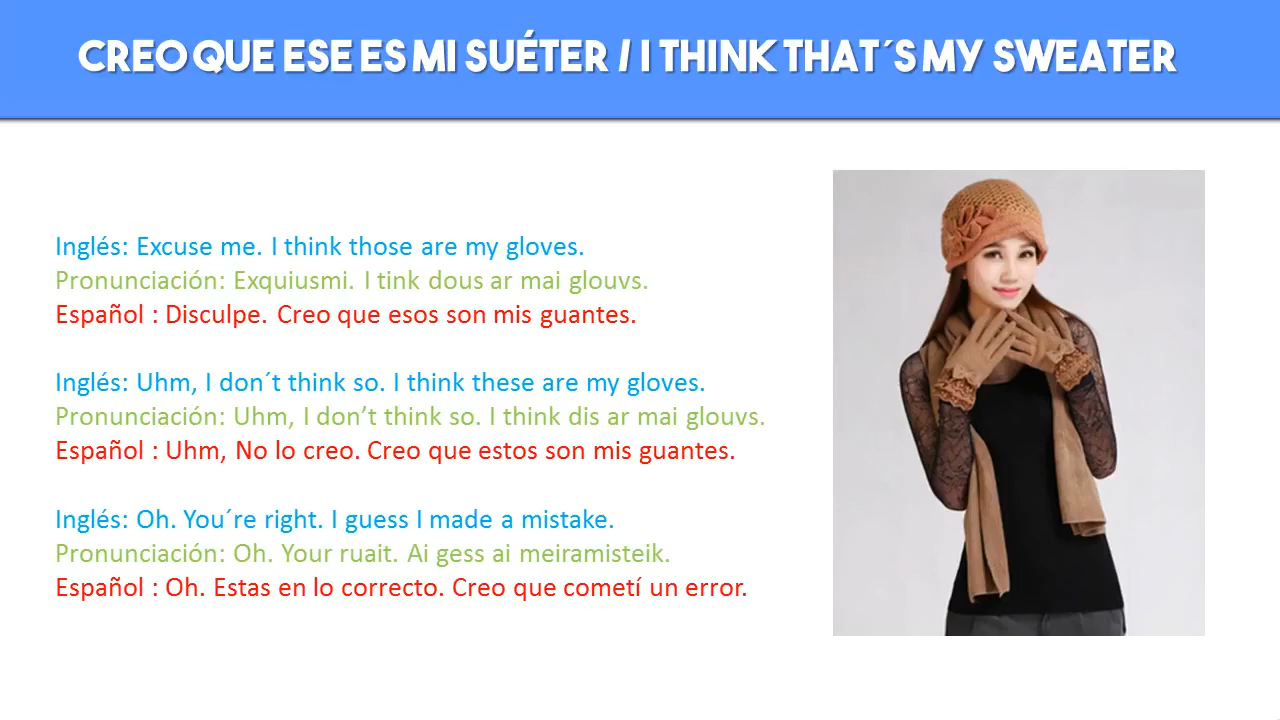 CREO QUE ESE ES MI SUÉTER / I THINK THAT´S MY SWEATER
Inglés: Excuse me. I think those are my gloves.
Pronunciación: Exquiusmi. I tink dous ar mai glouvs.
Español : Disculpe. Creo que esos son mis guantes.
Inglés: Uhm, I don´t think so. I think these are my gloves.
Pronunciación: Uhm, I don’t think so. I think dis ar mai glouvs.
Español : Uhm, No lo creo. Creo que estos son mis guantes.
Inglés: Oh. You´re right. I guess I made a mistake.
Pronunciación: Oh. Your ruait. Ai gess ai meiramisteik.
Español : Oh. Estas en lo correcto. Creo que cometí un error.